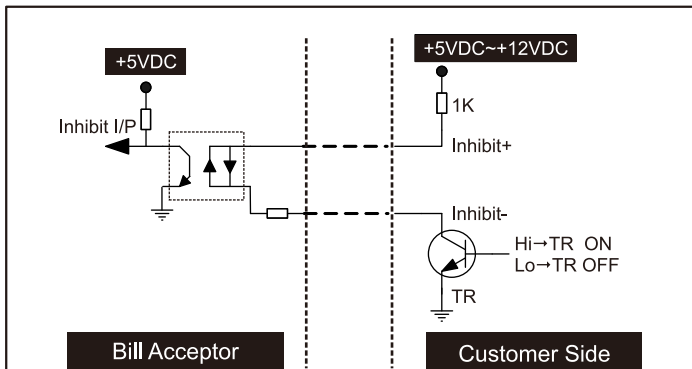 +5VDC
+5VDC~+12VDC
1K
Inhibit I/P
Inhibit+
Inhibit-
Hi→TR ON
Lo→TR OFF
TR
Bill Acceptor
Customer Side